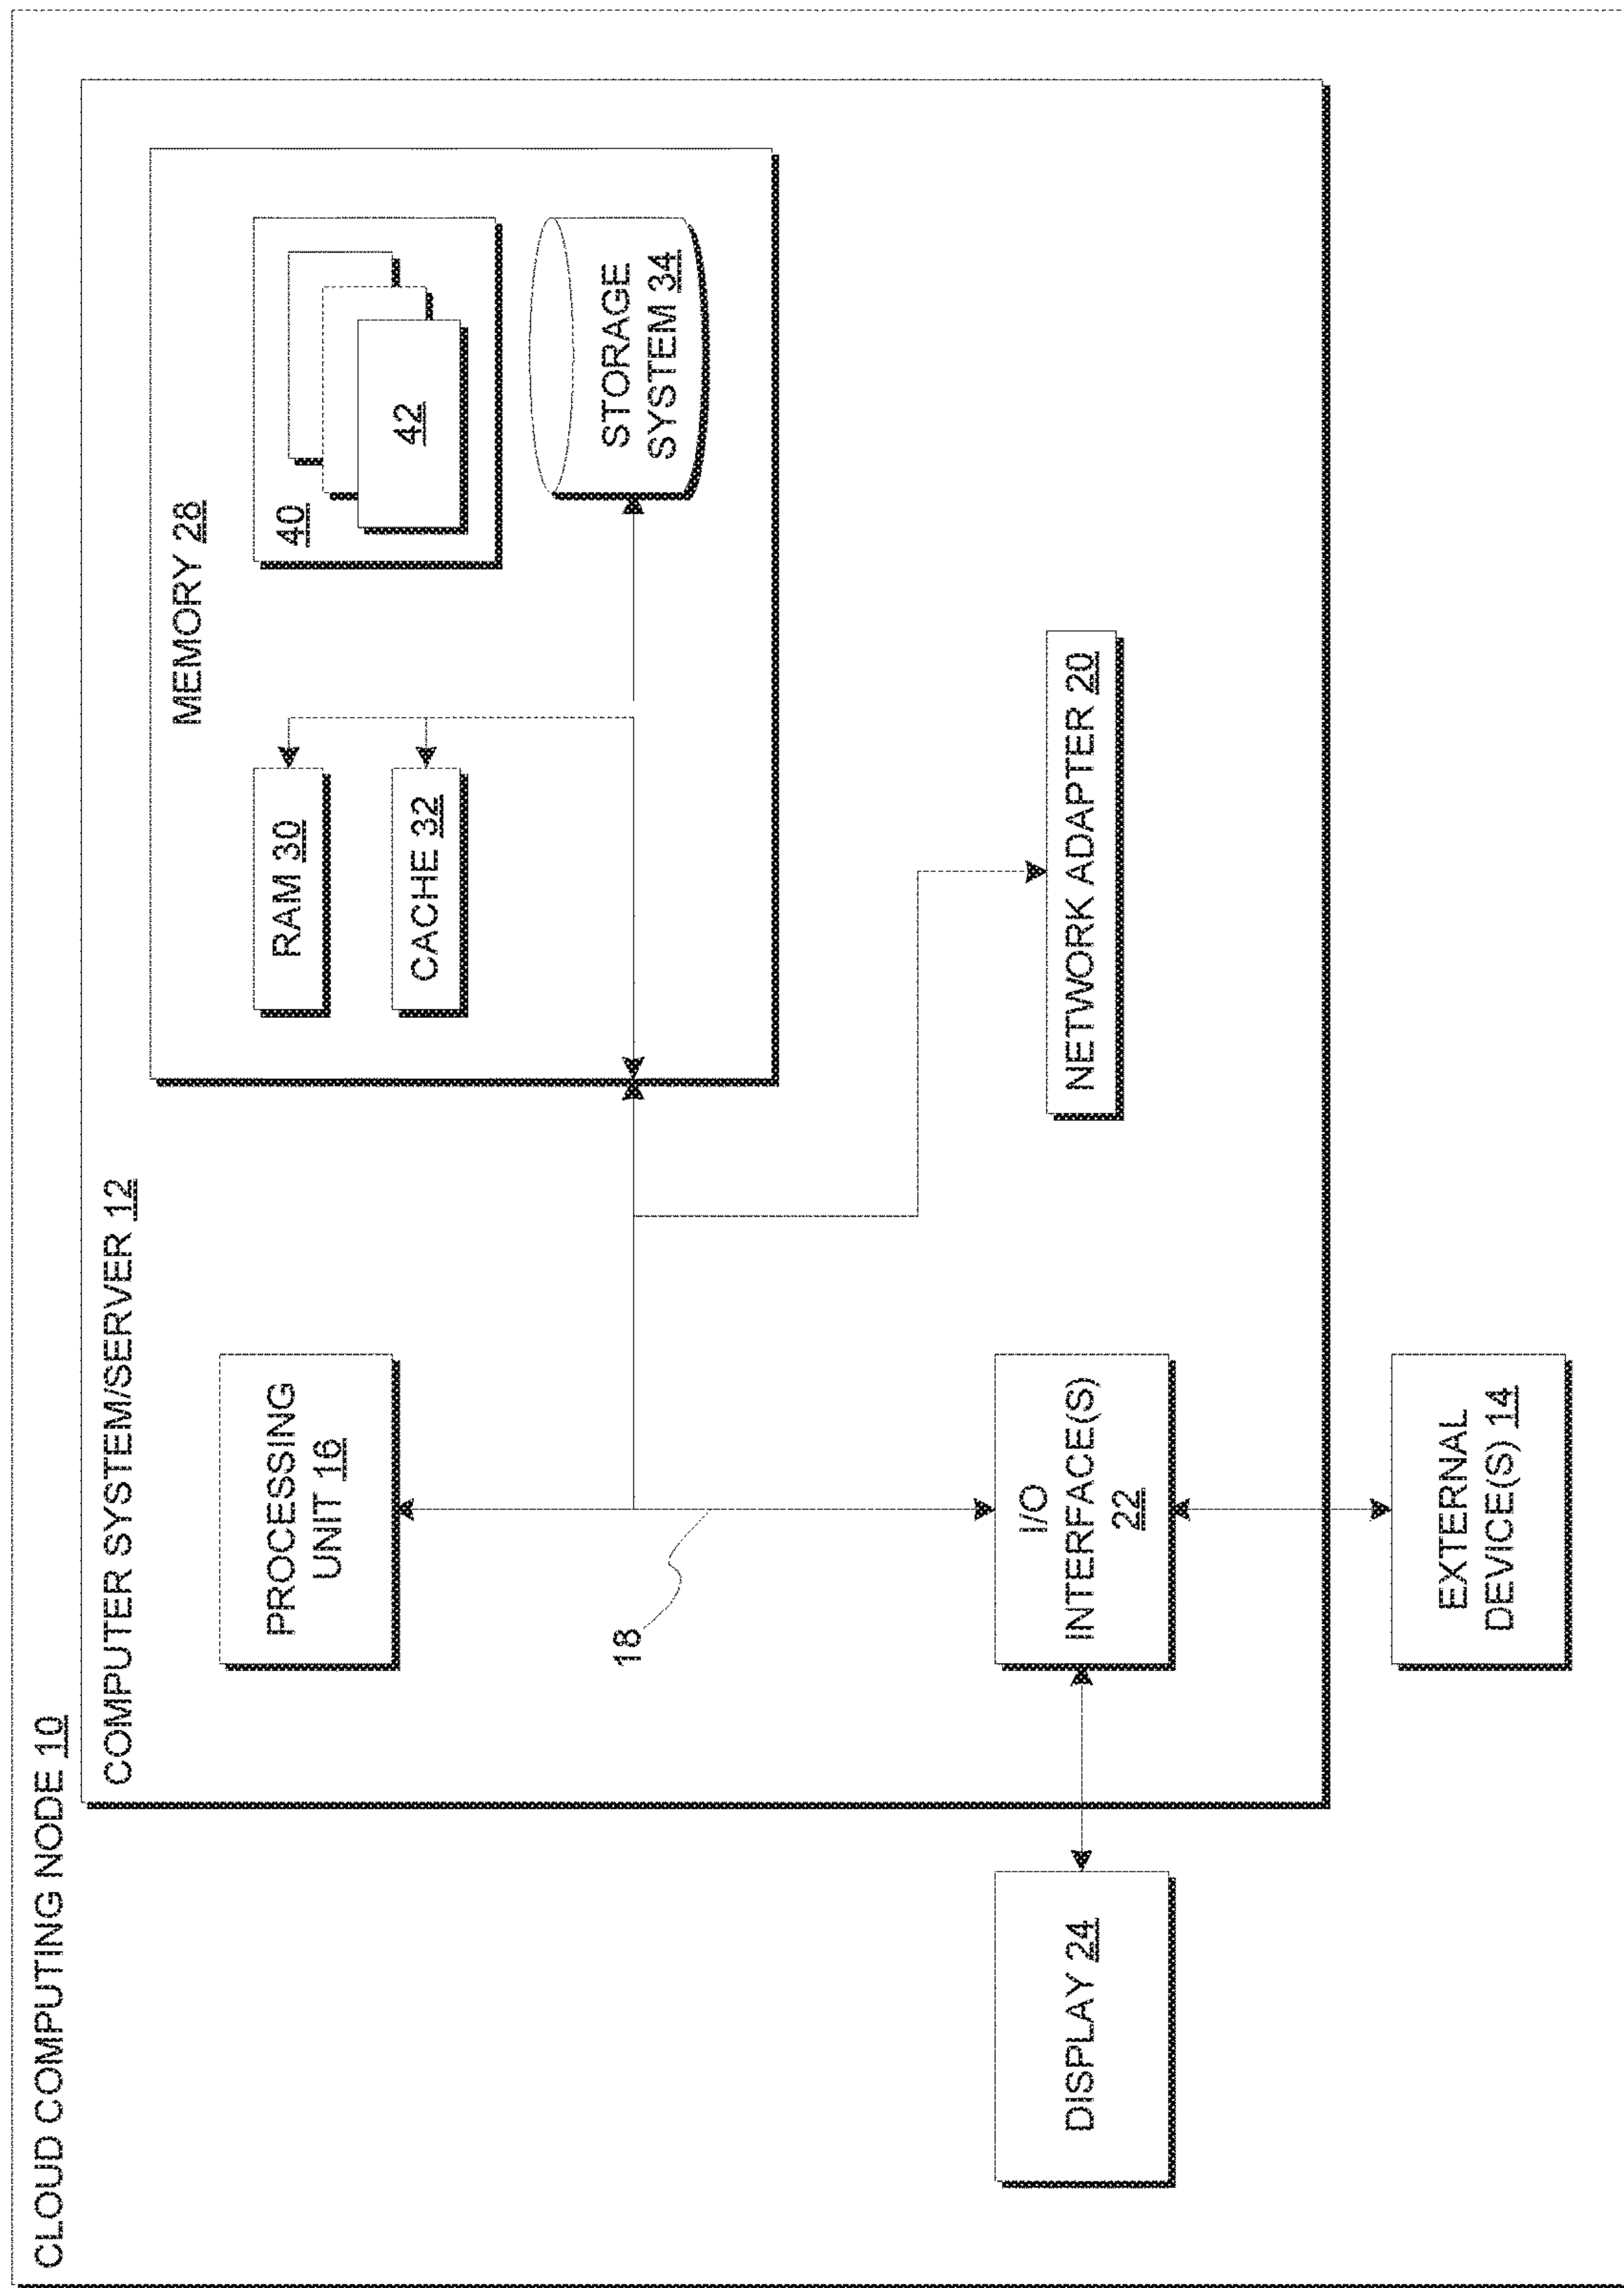 CLOUD COMPUTING NODE 10
COMPUTER SYSTEM/SERVER 12
MEMORY 28
PROCESSING
UNIT 16
RAM 30
CACHE 32
40
42
STORAGE
SYSTEM 34
18
DISPLAY 24
I/O
INTERFACE(S)
22
NETWORK ADAPTER 20
EXTERNAL
DEVICE(S) 14